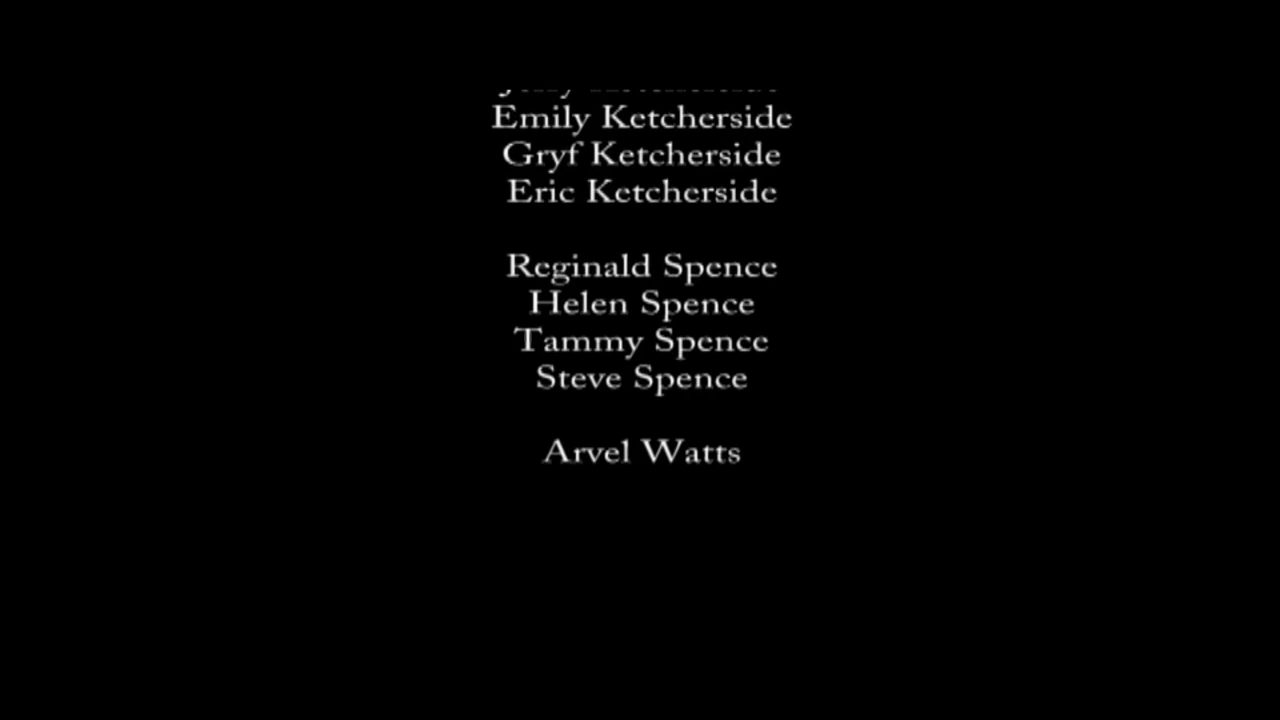 Emily Ketcherside
Gryf Ketcherside
Eric Ketcherside
Reginald Spence
Helen Spence
Tammy Spence
Steve Spence
Arvel Watts